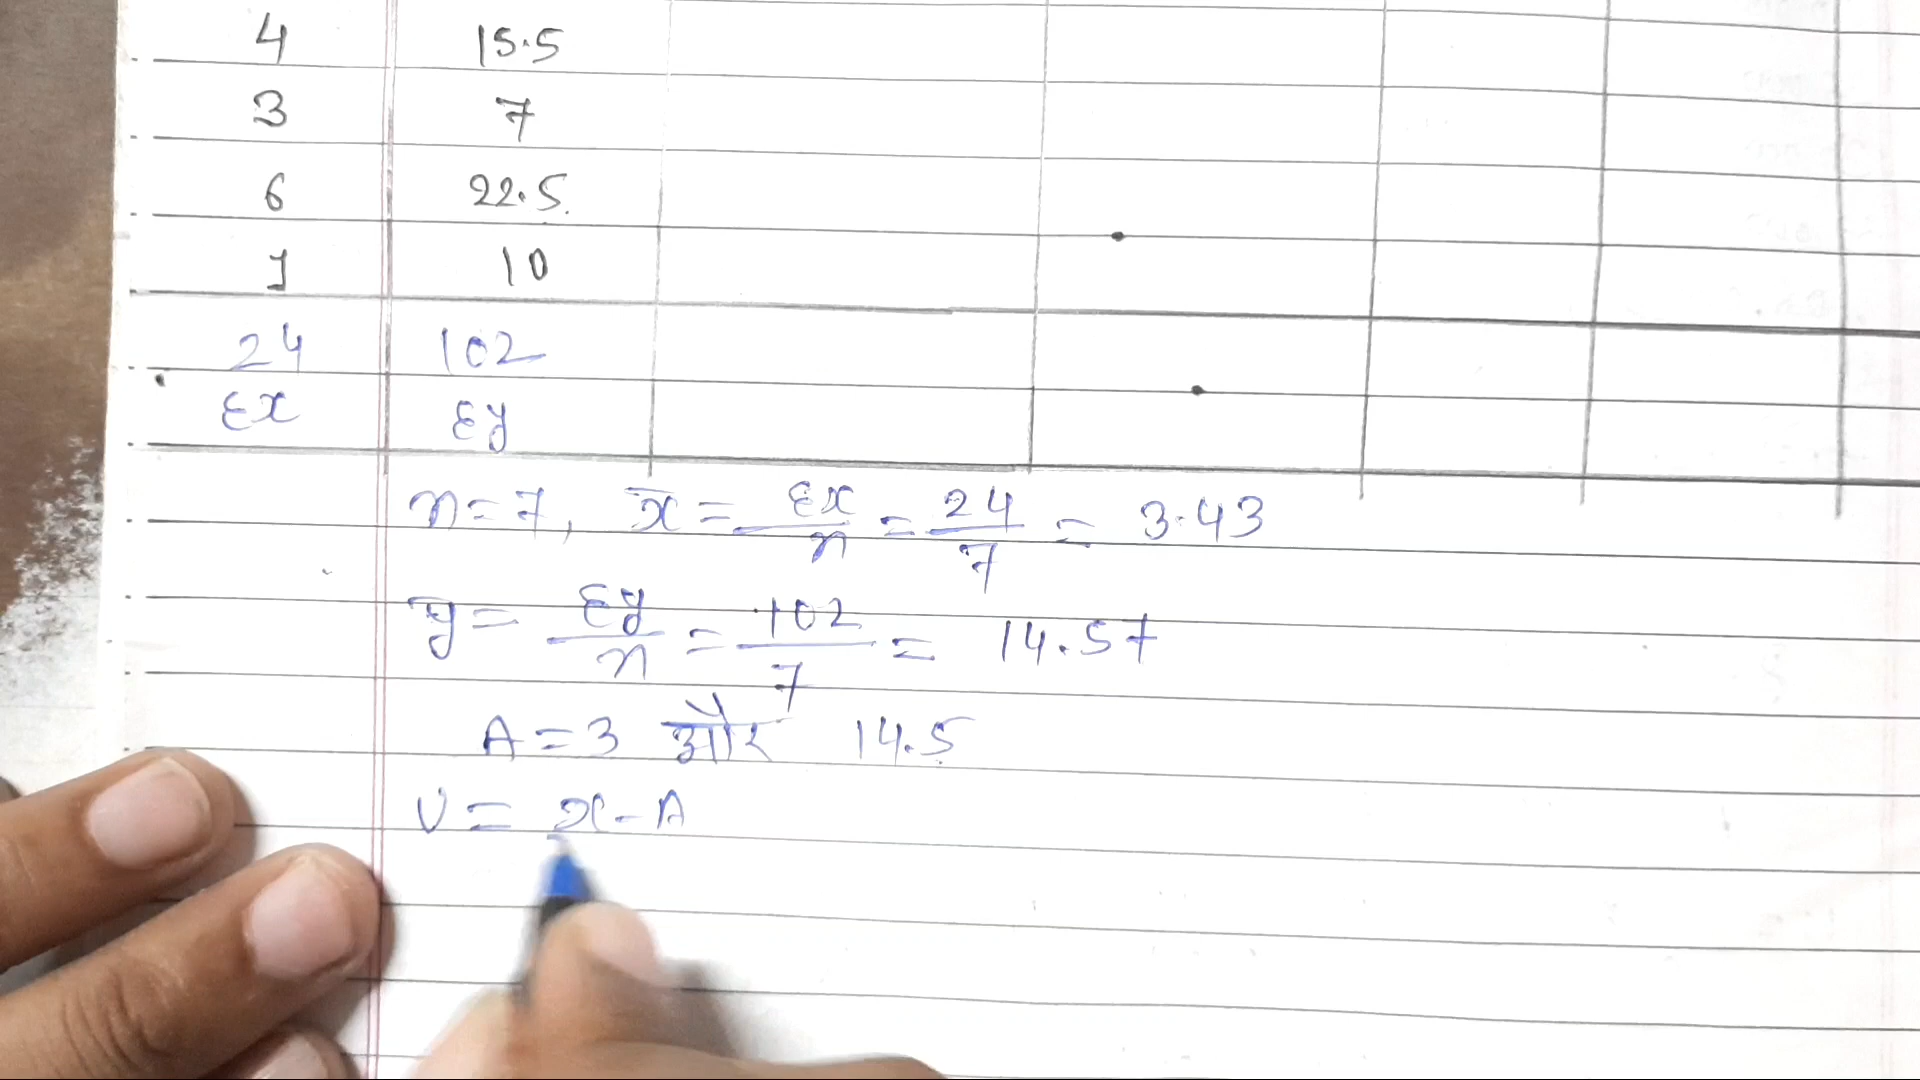 4 15.5
3 7
6 22.5
1 10
24 102
Σx Σy
n=7, x̄ = Σx/n = 24/7 = 3.43
ȳ = Σy/n = 102/7 = 14.57
A = 3 और 14.5
U = x - A